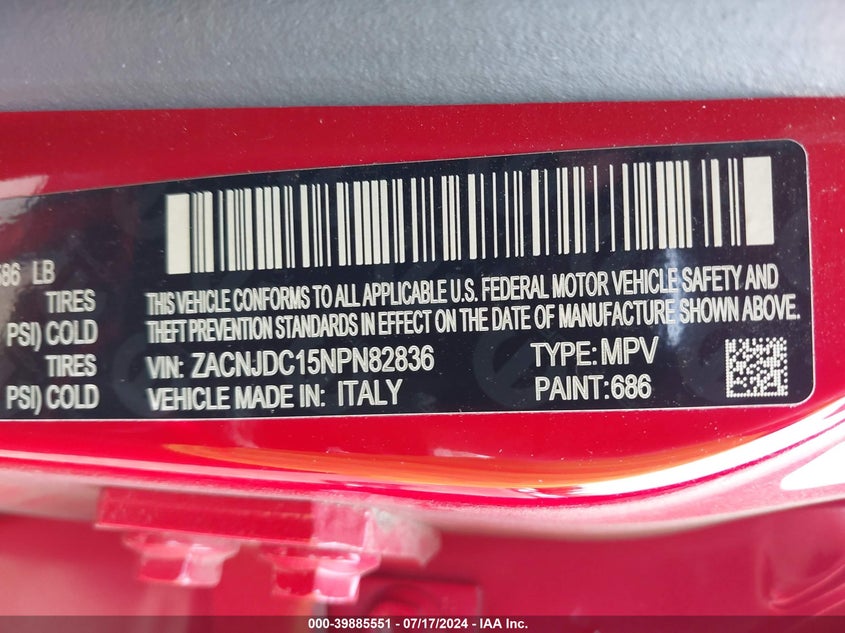 586 LB
TIRES
PSI) COLD
TIRES
PSI) COLD
THIS VEHICLE CONFORMS TO ALL APPLICABLE U.S. FEDERAL MOTOR VEHICLE SAFETY AND
THEFT PREVENTION STANDARDS IN EFFECT ON THE DATE OF MANUFACTURE SHOWN ABOVE.
VIN: ZACNJDC15NPN82836 TYPE: MPV
VEHICLE MADE IN: ITALY PAINT:686
000-39885551 / 07/17/2024 - IAA Inc.